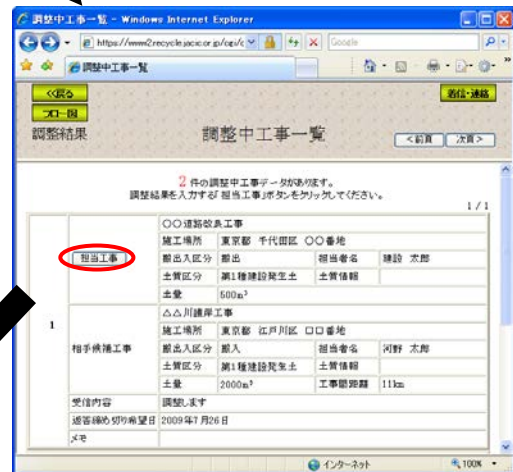 調整中工事一覧 - Windows Internet Explorer
https://www2.recycle.jacic.or.jp/cgi/c
Google
調整中工事一覧
<<戻る
着信・連絡
フロー図
調整結果
調整中工事一覧
<前頁
次頁>
2 件の調整中工事データがあります。
調整結果を入力する「担当工事」ボタンをクリックしてください。
1 / 1
1
担当工事
〇〇道路改良工事
施工場所 東京都 千代田区 〇〇番地
搬出入区分 搬出 担当者名 建設 太郎
土質区分 第1種建設発生土 土質情報
土量 500m³
相手候補工事
△△川護岸工事
施工場所 東京都 江戸川区 口口番地
搬出入区分 搬入 担当者名 河野 太郎
土質区分 第1種建設発生土 土質情報
土量 2000m³ 工事間距離 11km
受信内容 調整します
返答締め切り希望日 2009年7月26日
メモ
インターネット
100%